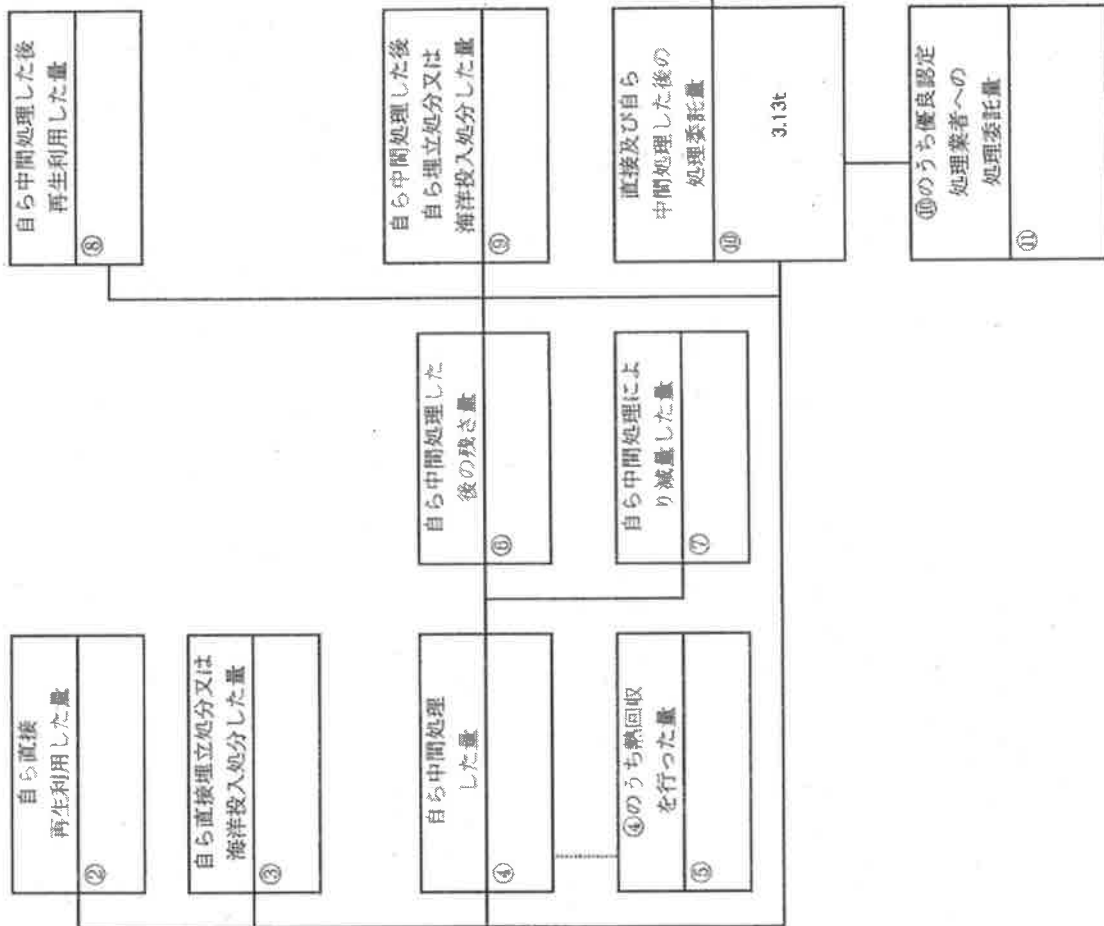 自ら直接
再生利用した量
②
自ら直接埋立処分又は
海洋投入処分した量
③
自ら中間処理
した量
④
④のうち熱回収
を行った量
⑤
自ら中間処理した
後の残さ量
⑥
自ら中間処理によ
り減量した量
⑦
自ら中間処理した後
再生利用した量
⑧
自ら中間処理した後
自ら埋立処分又は
海洋投入処分した量
⑨
直接及び自ら
中間処理した後の
処理委託量
⑩
3.13t
⑩のうち優良認定
処理業者への
処理委託量
⑪